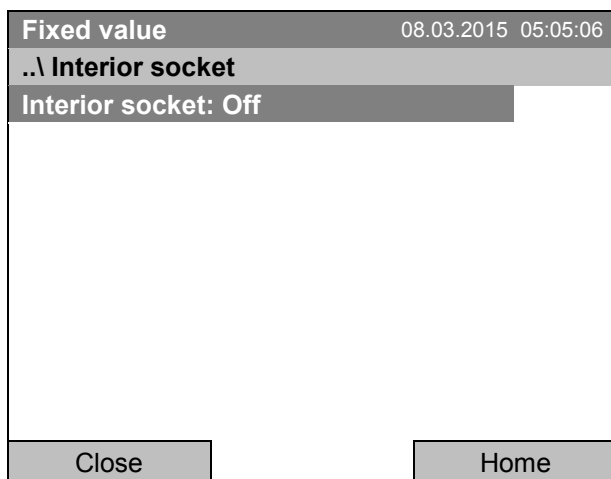 Fixed value 08.03.2015 05:05:06
..\ Interior socket
Interior socket: Off
Close Home